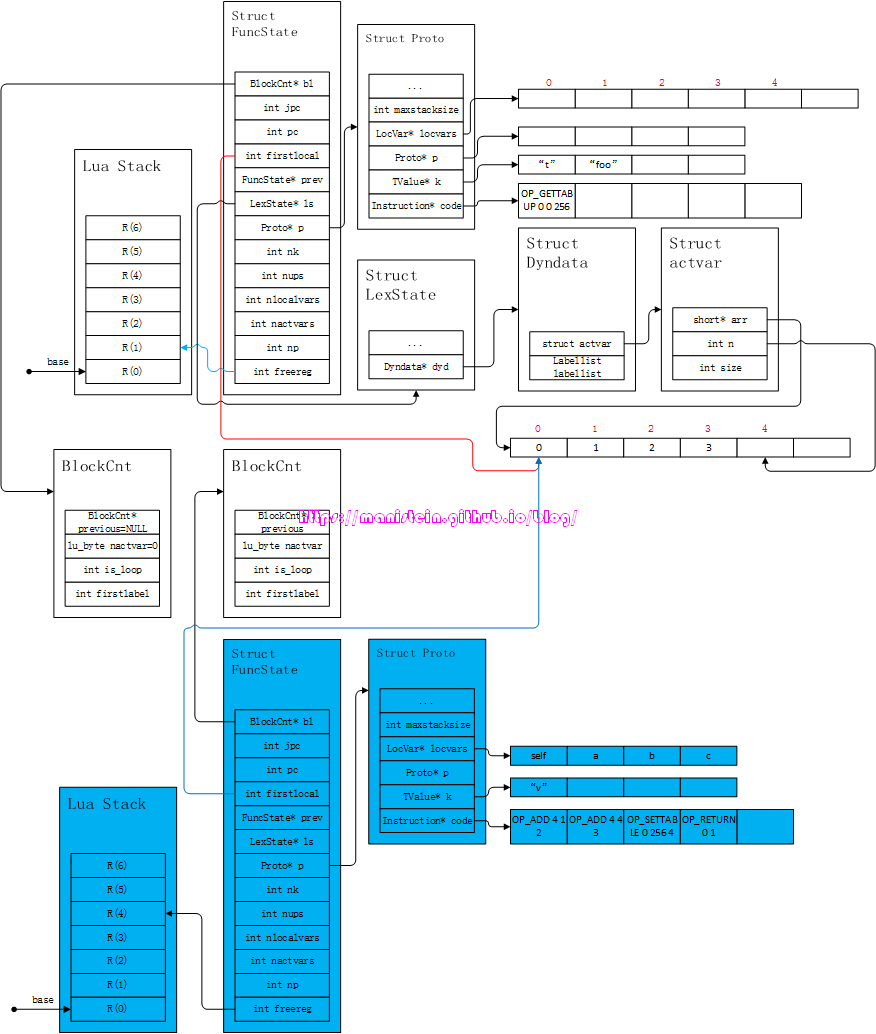 Struct
FuncState
BlockCnt* bl
int jpc
int pc
int firstlocal
FuncState* prev
LexState* ls
Proto* p
int nk
int nups
int nlocalvars
int nactvars
int np
int freereg
Struct Proto
...
int maxstacksize
LocVar* locvars
Proto* p
TValue* k
Instruction* code
0 1 2 3 4
“t” “foo”
OP_GETTAB
UP 0 0 256
Lua Stack
R(6)
R(5)
R(4)
R(3)
R(2)
R(1)
R(0)
base
Struct
LexState
...
Dyndata* dyd
Struct
Dyndata
struct actvar
Labellist
labellist
Struct
actvar
short* arr
int n
int size
0 1 2 3 4
0 1 2 3
BlockCnt
BlockCnt*
previous=NULL
lu_byte nactvar=0
int is_loop
int firstlabel
BlockCnt
BlockCnt*
previous
lu_byte nactvar
int is_loop
int firstlabel
https://manistein.github.io/blog/
Struct
FuncState
BlockCnt* bl
int jpc
int pc
int firstlocal
FuncState* prev
LexState* ls
Proto* p
int nk
int nups
int nlocalvars
int nactvars
int np
int freereg
Struct Proto
...
int maxstacksize
LocVar* locvars
Proto* p
TValue* k
Instruction* code
self a b c
“v”
OP_ADD 4 1
2
OP_ADD 4 4
3
OP_SETTAB
LE 0 256 4
OP_RETURN
0 1
Lua Stack
R(6)
R(5)
R(4)
R(3)
R(2)
R(1)
R(0)
base